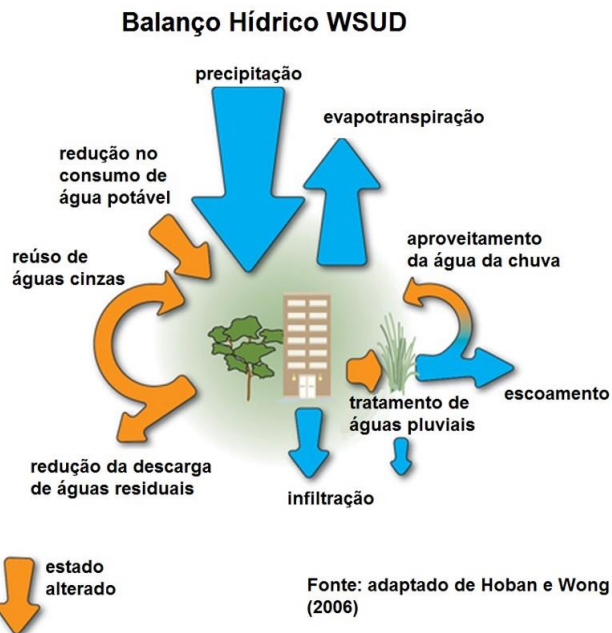 Balanço Hídrico WSUD
precipitação
evapotranspiração
redução no
consumo de
água potável
reúso de
águas cinzas
aproveitamento
da água da chuva
escoamento
tratamento de
águas pluviais
redução da descarga
de águas residuais
infiltração
estado
alterado
Fonte: adaptado de Hoban e Wong
(2006)